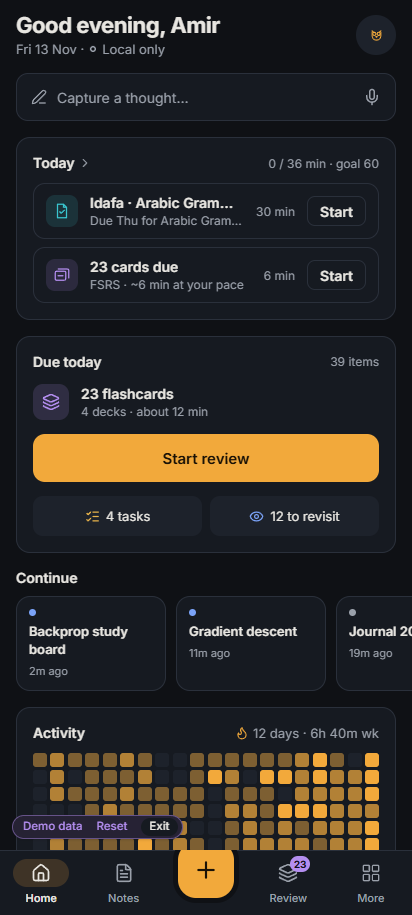 Good evening, Amir
Fri 13 Nov · Local only
Capture a thought...
Today
0 / 36 min · goal 60
Idafa · Arabic Gram...
Due Thu for Arabic Gram...
30 min
Start
23 cards due
FSRS · ~6 min at your pace
6 min
Start
Due today
39 items
23 flashcards
4 decks · about 12 min
Start review
4 tasks
12 to revisit
Continue
Backprop study
board
2m ago
Gradient descent
11m ago
Journal 20
19m ago
Activity
12 days · 6h 40m wk
Demo data
Reset
Exit
23
Home
Notes
Review
More